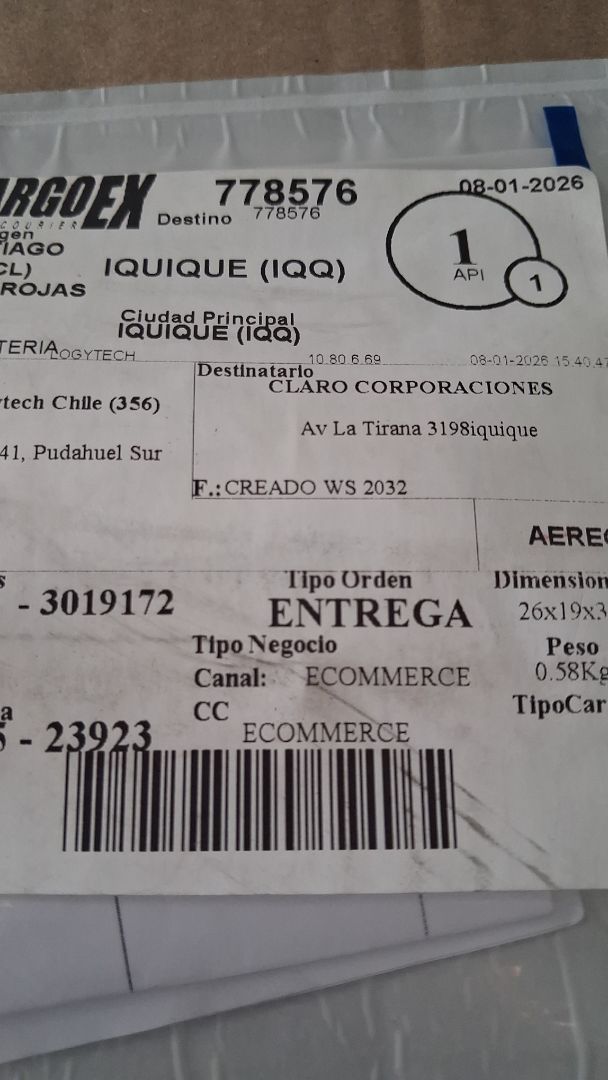 ARGOEX
COURIER
778576
08-01-2026
Destino 778576
gen
IAGO
CL)
ROJAS
IQUIQUE (IQQ)
1
API
1
Ciudad Principal
IQUIQUE (IQQ)
TERIA
LOGYTECH
10.80.6.69
08-01-2026 15.40.47
Destinatario
CLARO CORPORACIONES
ytech Chile (356)
Av La Tirana 3198iquique
41, Pudahuel Sur
F.: CREADO WS 2032
AEREO
s
- 3019172
Tipo Orden
ENTREGA
Dimension
26x19x3
Tipo Negocio
Peso
Canal: ECOMMERCE
0.58Kg
CC
TipoCar
a
5 - 23923
ECOMMERCE